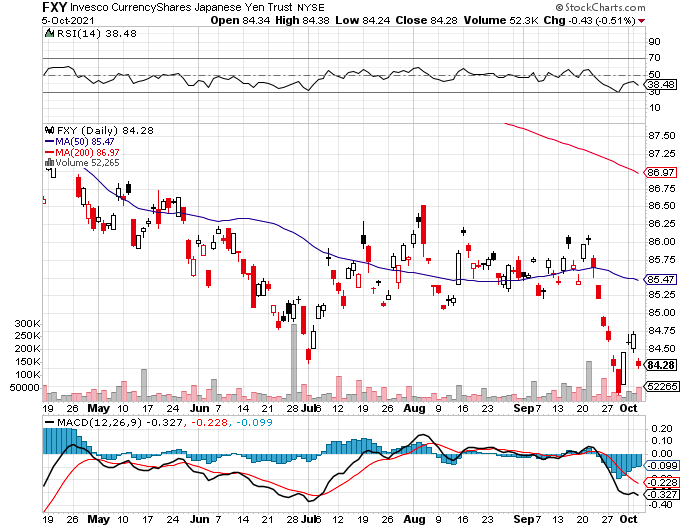 FXY Invesco CurrencyShares Japanese Yen Trust NYSE © StockCharts.com
5-Oct-2021 Open 84.34 High 84.38 Low 84.24 Close 84.28 Volume 52.3K Chg -0.43 (-0.51%)
RSI(14) 38.48
90
70
50
38.48
30
10
FXY (Daily) 84.28
MA(50) 85.47
MA(200) 86.97
Volume 52,265
87.50
87.25
86.97
86.75
86.50
86.25
86.00
85.75
85.47
85.25
85.00
84.75
84.50
84.28
52265
300K
250K
200K
150K
100K
50000
19 26 May 10 17 24 Jun 7 14 21 28 Jul 6 12 19 26 Aug 9 16 23 Sep 7 13 20 27 Oct
MACD(12,26,9) -0.327, -0.228, -0.099
0.20
0.10
0.00
-0.099
-0.228
-0.327
-0.40
19 26 May 10 17 24 Jun 7 14 21 28 Jul 6 12 19 26 Aug 9 16 23 Sep 7 13 20 27 Oct